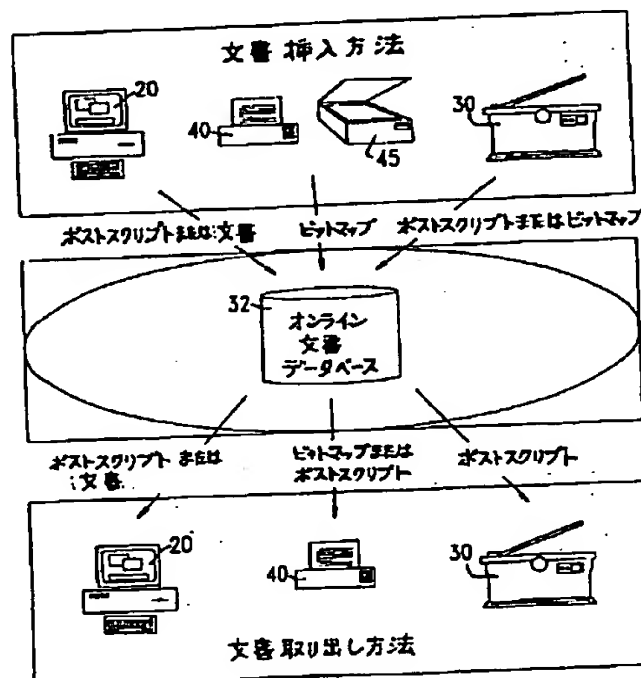 文書挿入方法
20
40
45
30
ポストスクリプトまたは文書
ビットマップ
ポストスクリプトまたはビットマップ
32
オンライン
文書
データベース
ポストスクリプト または
文書
ビットマップまたは
ポストスクリプト
ポストスクリプト
20
40
30
文書取り出し方法